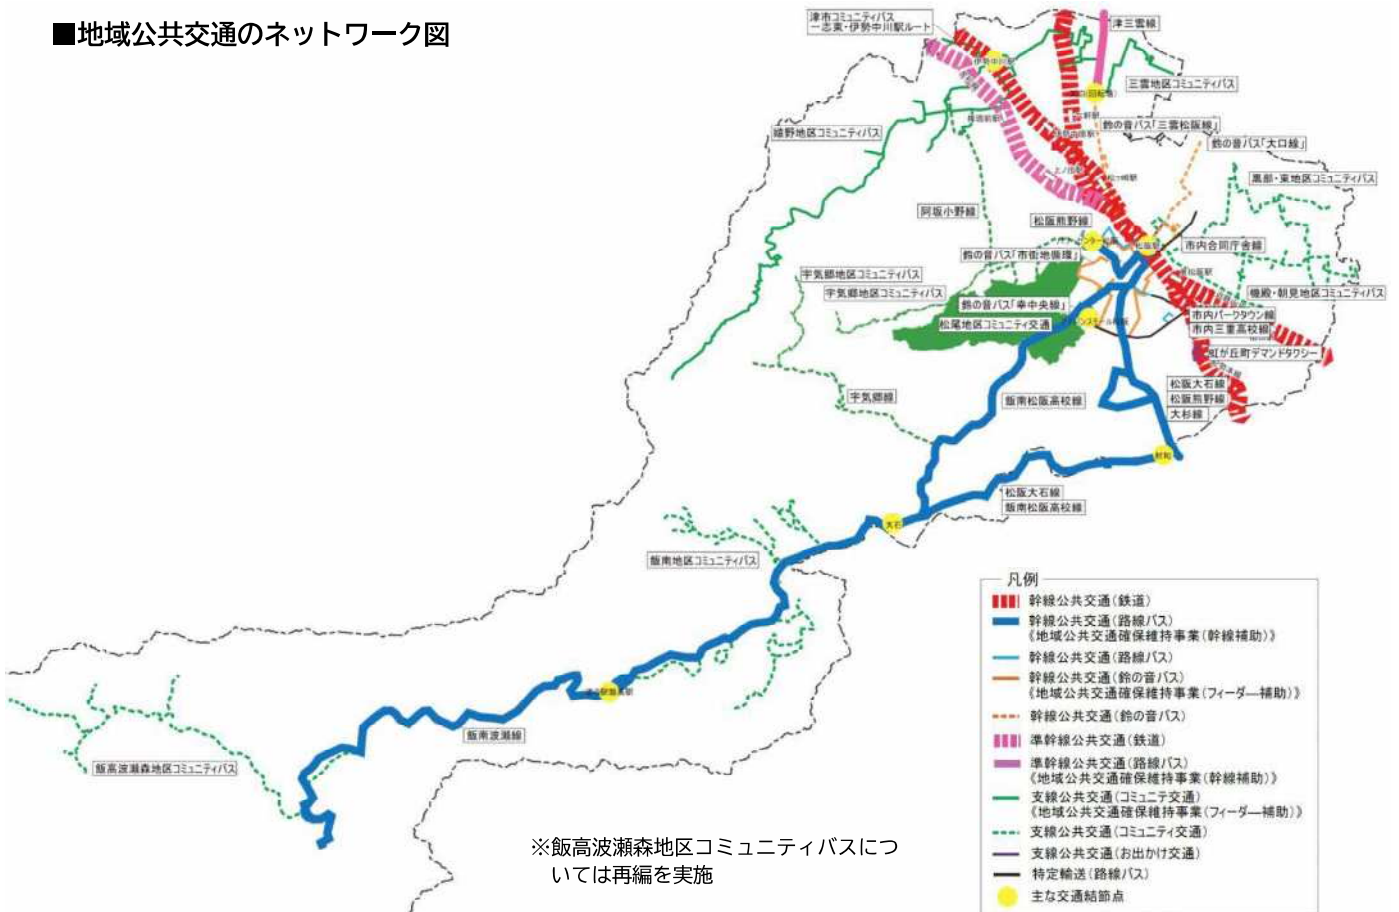 ■地域公共交通のネットワーク図
津市コミュニティバス
一志東・伊勢中川駅ルート
津三雲線
伊勢中川駅
三雲地区コミュニティバス
鈴の音バス「三雲松阪線」
嬉野地区コミュニティバス
鈴の音バス「大口線」
上ノ庄駅
松ヶ崎駅
黒部・東地区コミュニティバス
阿坂小野線
松阪熊野線
松阪駅
市内合同庁舎線
鈴の音バス「市街地循環」
東松阪駅
宇気郷地区コミュニティバス
宇気郷地区コミュニティバス
機殿・朝見地区コミュニティバス
鈴の音バス「幸中央線」
松尾地区コミュニティ交通
市内パークタウン線
市内三重高校線
虹が丘町デマンドタクシー
宇気郷線
飯南松阪高校線
松阪大石線
松阪熊野線
大杉線
射和
松阪大石線
飯南松阪高校線
大石
飯南地区コミュニティバス
飯南波瀬線
飯高波瀬森地区コミュニティバス
※飯高波瀬森地区コミュニティバスにつ
いては再編を実施
凡例
幹線公共交通(鉄道)
幹線公共交通(路線バス)
《地域公共交通確保維持事業(幹線補助)》
幹線公共交通(路線バス)
幹線公共交通(鈴の音バス)
《地域公共交通確保維持事業(フィーダー補助)》
幹線公共交通(鈴の音バス)
準幹線公共交通(鉄道)
準幹線公共交通(路線バス)
《地域公共交通確保維持事業(幹線補助)》
支線公共交通(コミュニテ交通)
《地域公共交通確保維持事業(フィーダー補助)》
支線公共交通(コミュニティ交通)
支線公共交通(お出かけ交通)
特定輸送(路線バス)
主な交通結節点